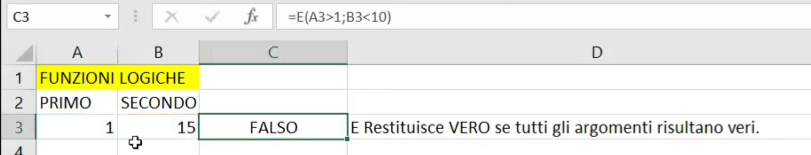 C3 fx =E(A3>1;B3<10)
A B C D
1 FUNZIONI LOGICHE
2 PRIMO SECONDO
3 1 15 FALSO E Restituisce VERO se tutti gli argomenti risultano veri.
4